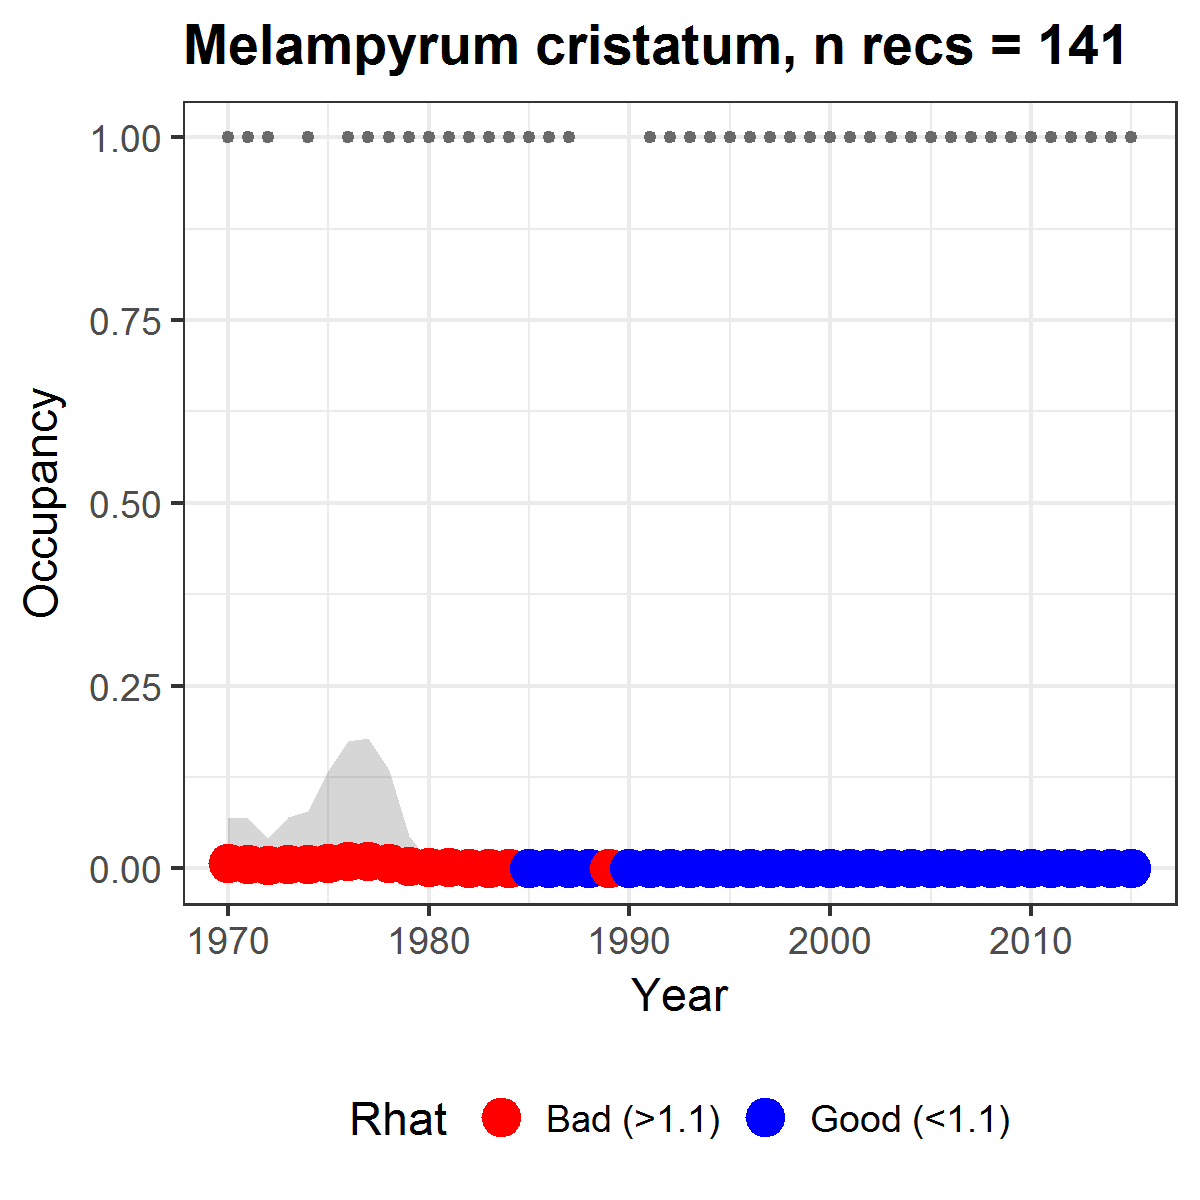 Melampyrum cristatum, n recs = 141
1.00
0.75
0.50
0.25
0.00
Occupancy
1970 1980 1990 2000 2010
Year
Rhat Bad (>1.1) Good (<1.1)